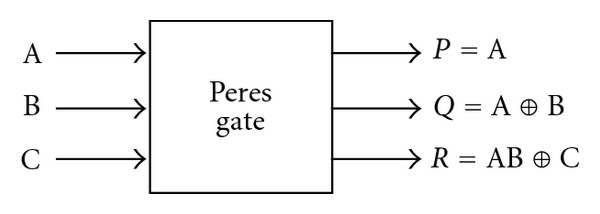 A
P = A
B
Peres
gate
Q = A ⊕ B
C
R = AB ⊕ C